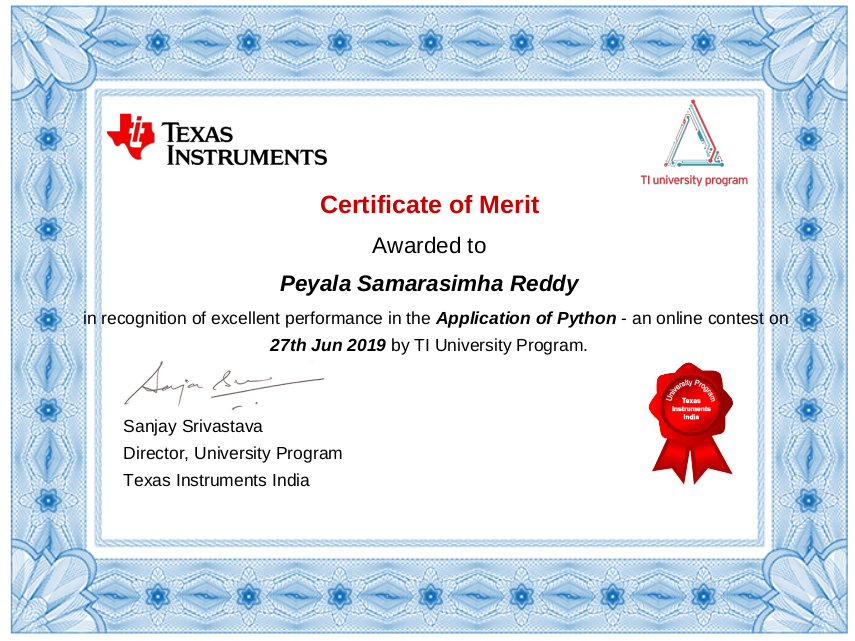 TEXAS
INSTRUMENTS
TI university program
Certificate of Merit
Awarded to
Peyala Samarasimha Reddy
in recognition of excellent performance in the Application of Python - an online contest on
27th Jun 2019 by TI University Program.
Sanjay Srivastava
Director, University Program
Texas Instruments India
University Program
Texas
Instruments
India